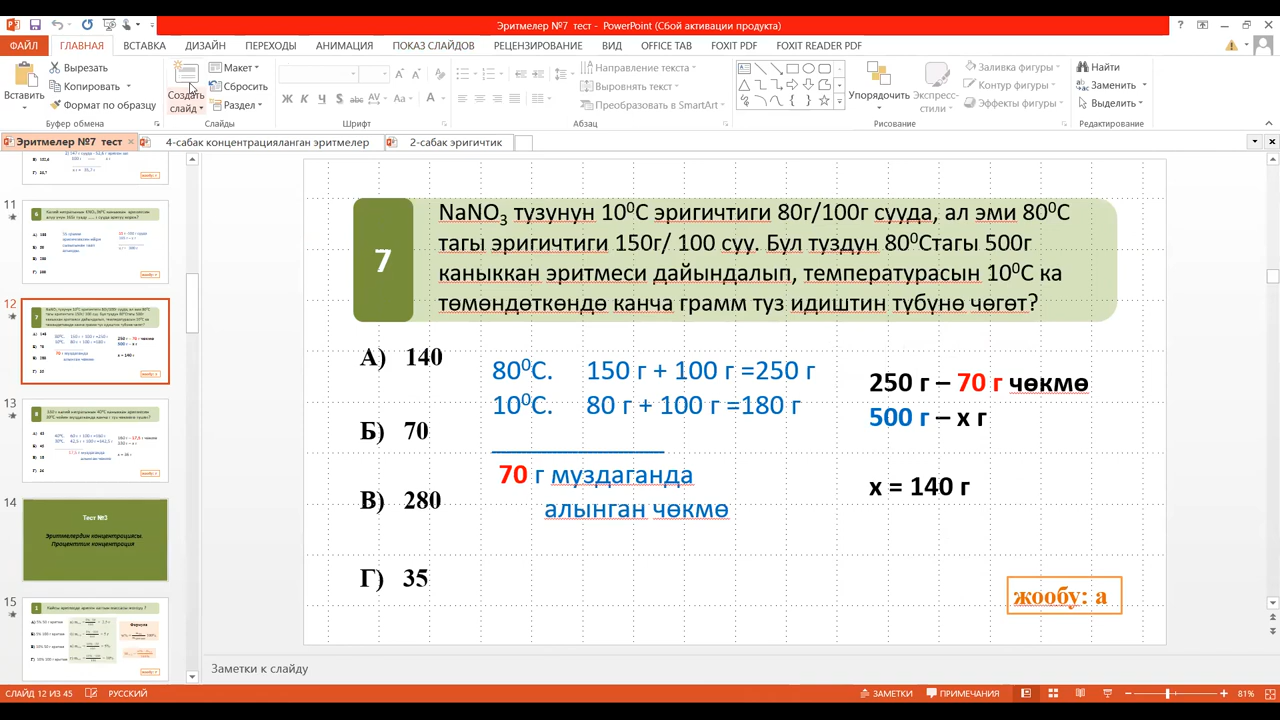 Эритмелер №7 тест - PowerPoint (Сбой активации продукта)
ФАЙЛ ГЛАВНАЯ ВСТАВКА ДИЗАЙН ПЕРЕХОДЫ АНИМАЦИЯ ПОКАЗ СЛАЙДОВ РЕЦЕНЗИРОВАНИЕ ВИД OFFICE TAB FOXIT PDF FOXIT READER PDF
Вставить
Вырезать
Копировать
Формат по образцу
Буфер обмена
Создать
слайд
Макет
Сбросить
Раздел
Слайды
Шрифт
Направление текста
Выровнять текст
Преобразовать в SmartArt
Абзац
Упорядочить
Экспресс-
стили
Заливка фигуры
Контур фигуры
Эффекты фигуры
Рисование
Найти
Заменить
Выделить
Редактирование
Эритмелер №7 тест
4-сабак концентрацияланган эритмелер
2-сабак эригичтик
11
12
13
14
Тест №3
Эритмелердин концентрациясы.
Проценттик концентрация
15
7
NaNO₃ тузунун 10⁰С эригичтиги 80г/100г сууда, ал эми 80⁰С
тагы эригичтиги 150г/ 100 суу. Бул туздун 80⁰Стагы 500г
каныккан эритмеси дайындалып, температурасын 10⁰С ка
төмөндөткөндө канча грамм туз идиштин түбүнө чөгөт?
А) 140
Б) 70
В) 280
Г) 35
80⁰С. 150 г + 100 г =250 г
10⁰С. 80 г + 100 г =180 г
70 г муздаганда
алынган чөкмө
250 г – 70 г чөкмө
500 г – х г
х = 140 г
жообу: а
Заметки к слайду
СЛАЙД 12 ИЗ 45 РУССКИЙ ЗАМЕТКИ ПРИМЕЧАНИЯ 81%